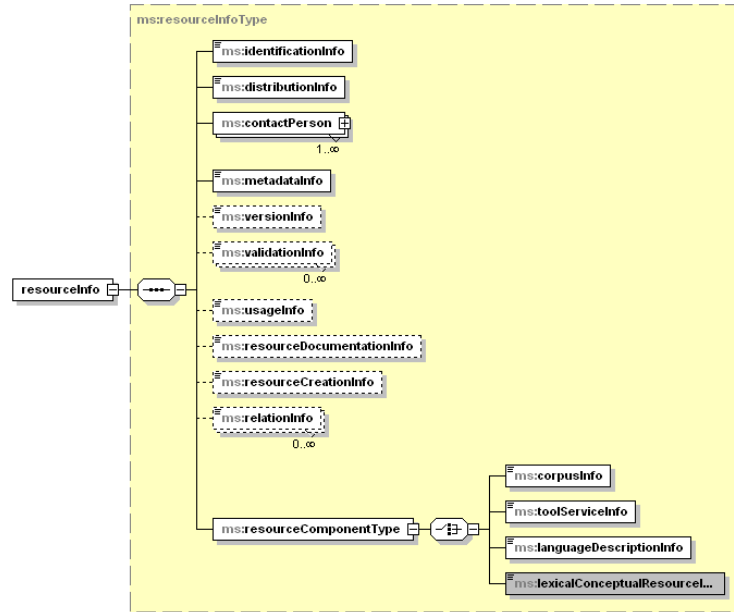 ms:resourceInfoType
ms:identificationInfo
ms:distributionInfo
ms:contactPerson
1..∞
ms:metadataInfo
ms:versionInfo
ms:validationInfo
0..∞
resourceInfo
ms:usageInfo
ms:resourceDocumentationInfo
ms:resourceCreationInfo
ms:relationInfo
0..∞
ms:resourceComponentType
ms:corpusInfo
ms:toolServiceInfo
ms:languageDescriptionInfo
ms:lexicalConceptualResourceI...